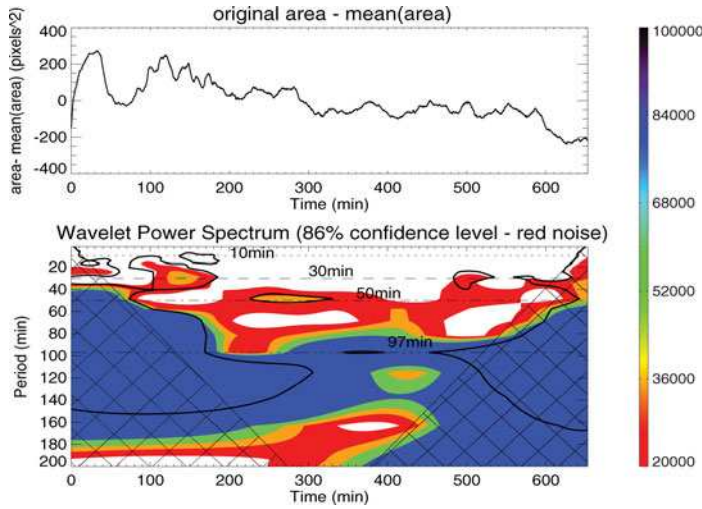 original area - mean(area)
area- mean(area) (pixels^2)
400
200
0
-200
-400
0 100 200 300 400 500 600
Time (min)
Wavelet Power Spectrum (86% confidence level - red noise)
Period (min)
20
40
60
80
100
120
140
160
180
200
10min
30min
50min
97min
0 100 200 300 400 500 600
Time (min)
100000
84000
68000
52000
36000
20000